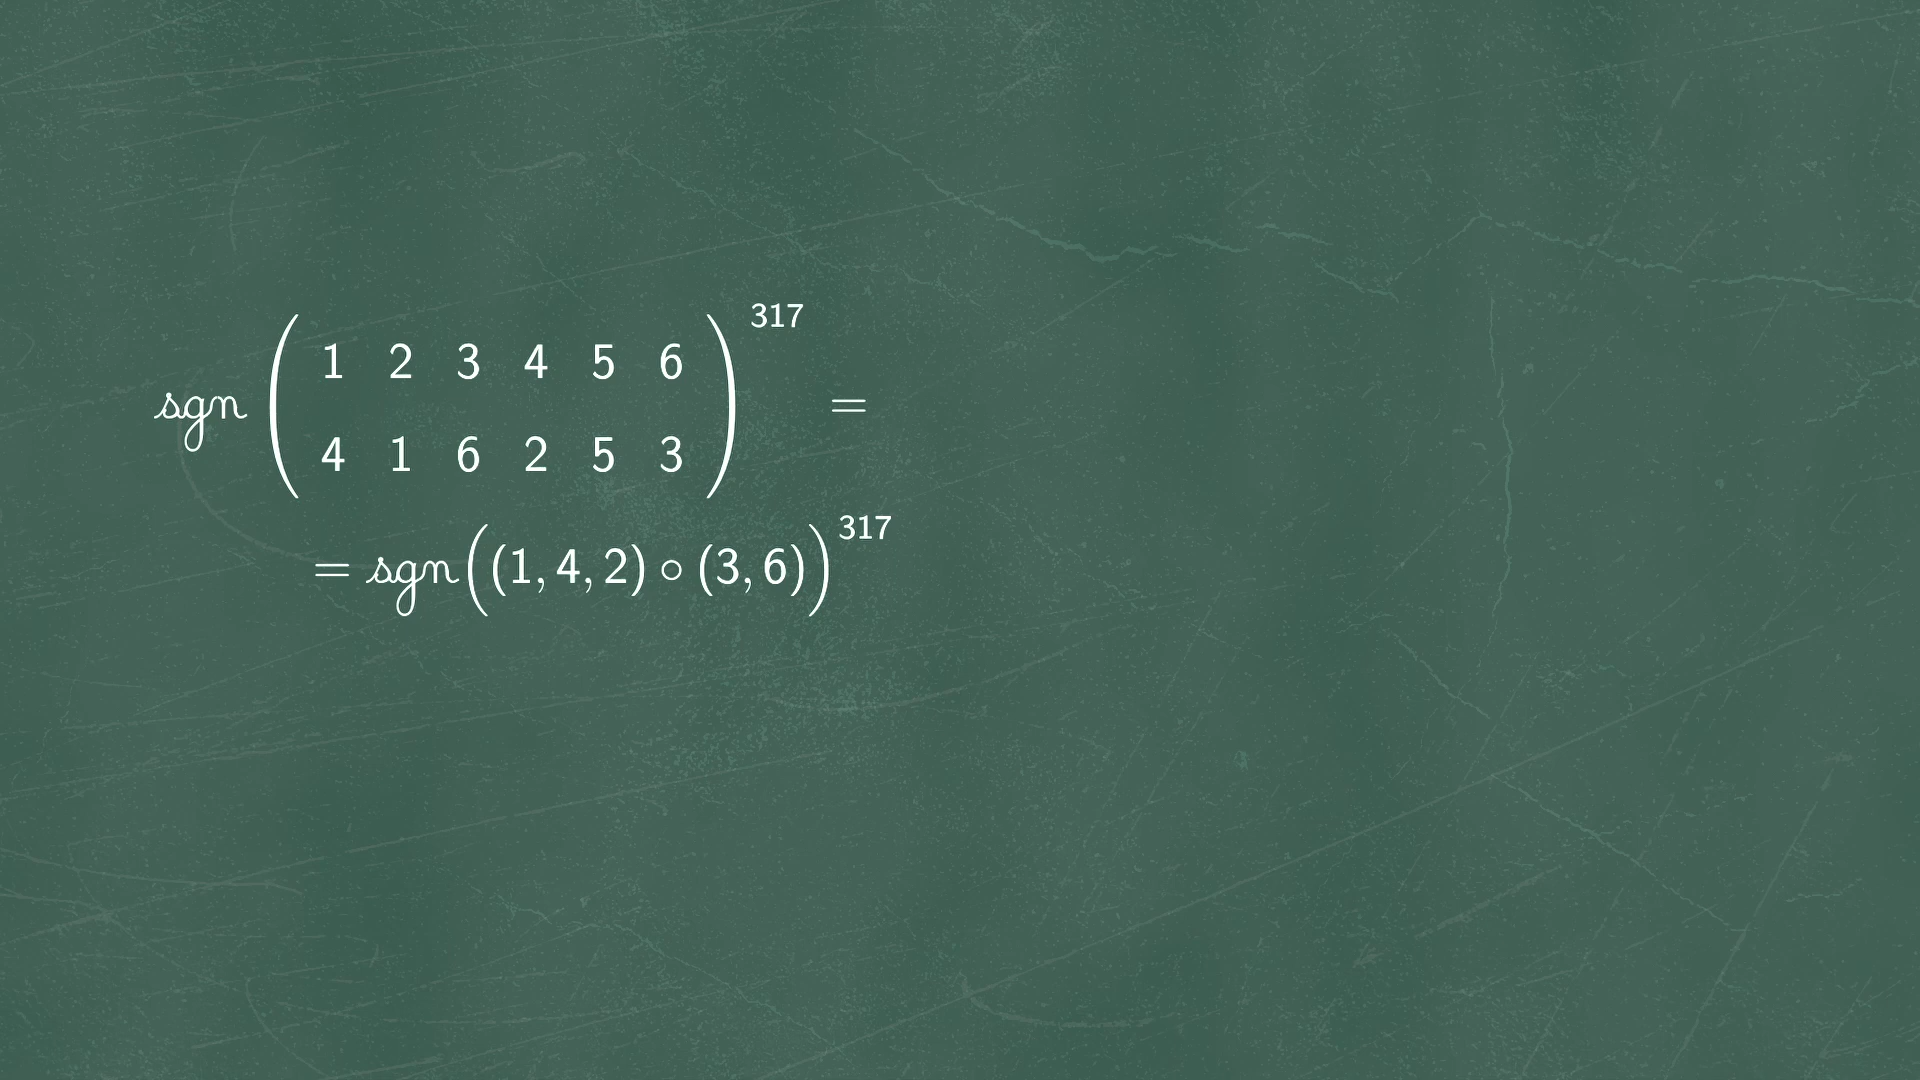 sgn ( 1 2 3 4 5 6
4 1 6 2 5 3 )^317 =
= sgn((1, 4, 2) ∘ (3, 6))^317